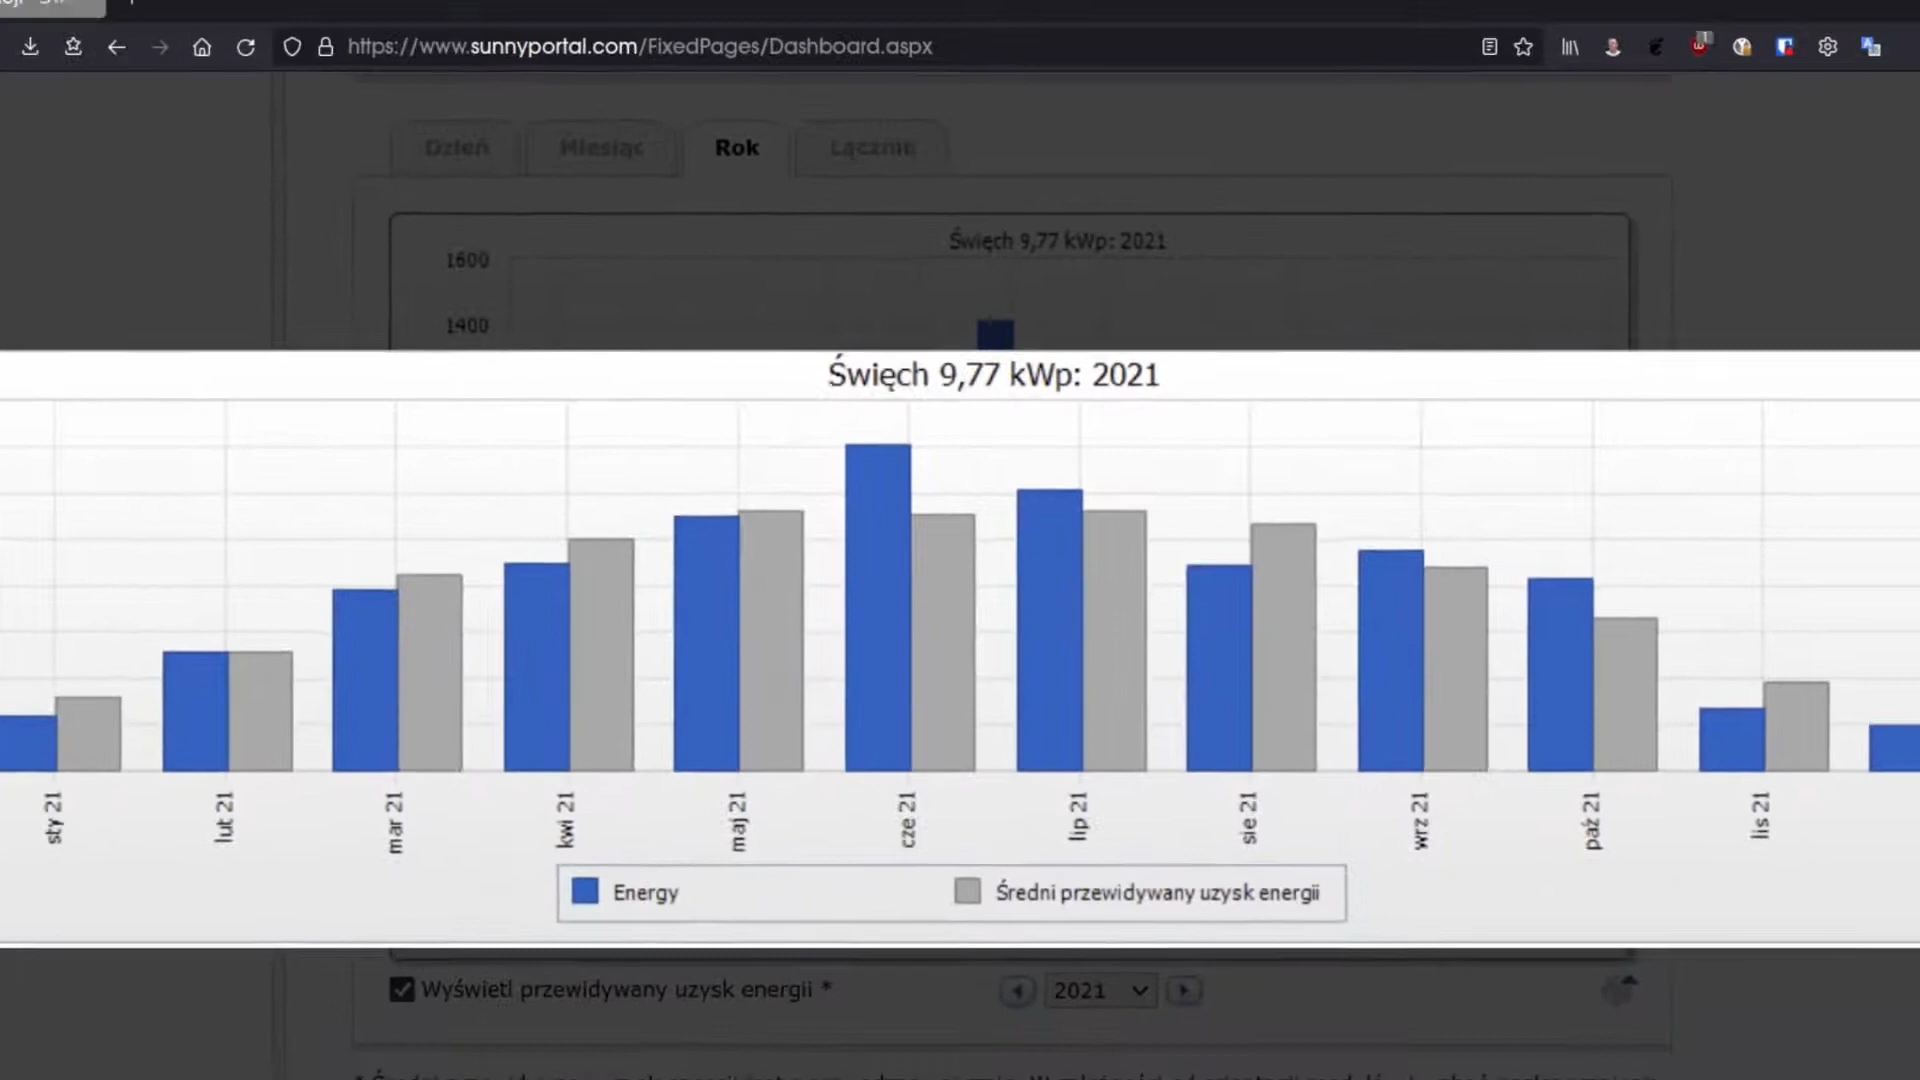 https://www.sunnyportal.com/FixedPages/Dashboard.aspx
Dzień Miesiąc Rok Łącznie
Święch 9,77 kWp: 2021
1600
1400
Święch 9,77 kWp: 2021
sty 21 lut 21 mar 21 kwi 21 maj 21 cze 21 lip 21 sie 21 wrz 21 paź 21 lis 21
Energy Średni przewidywany uzysk energii
Wyświetl przewidywany uzysk energii * 2021